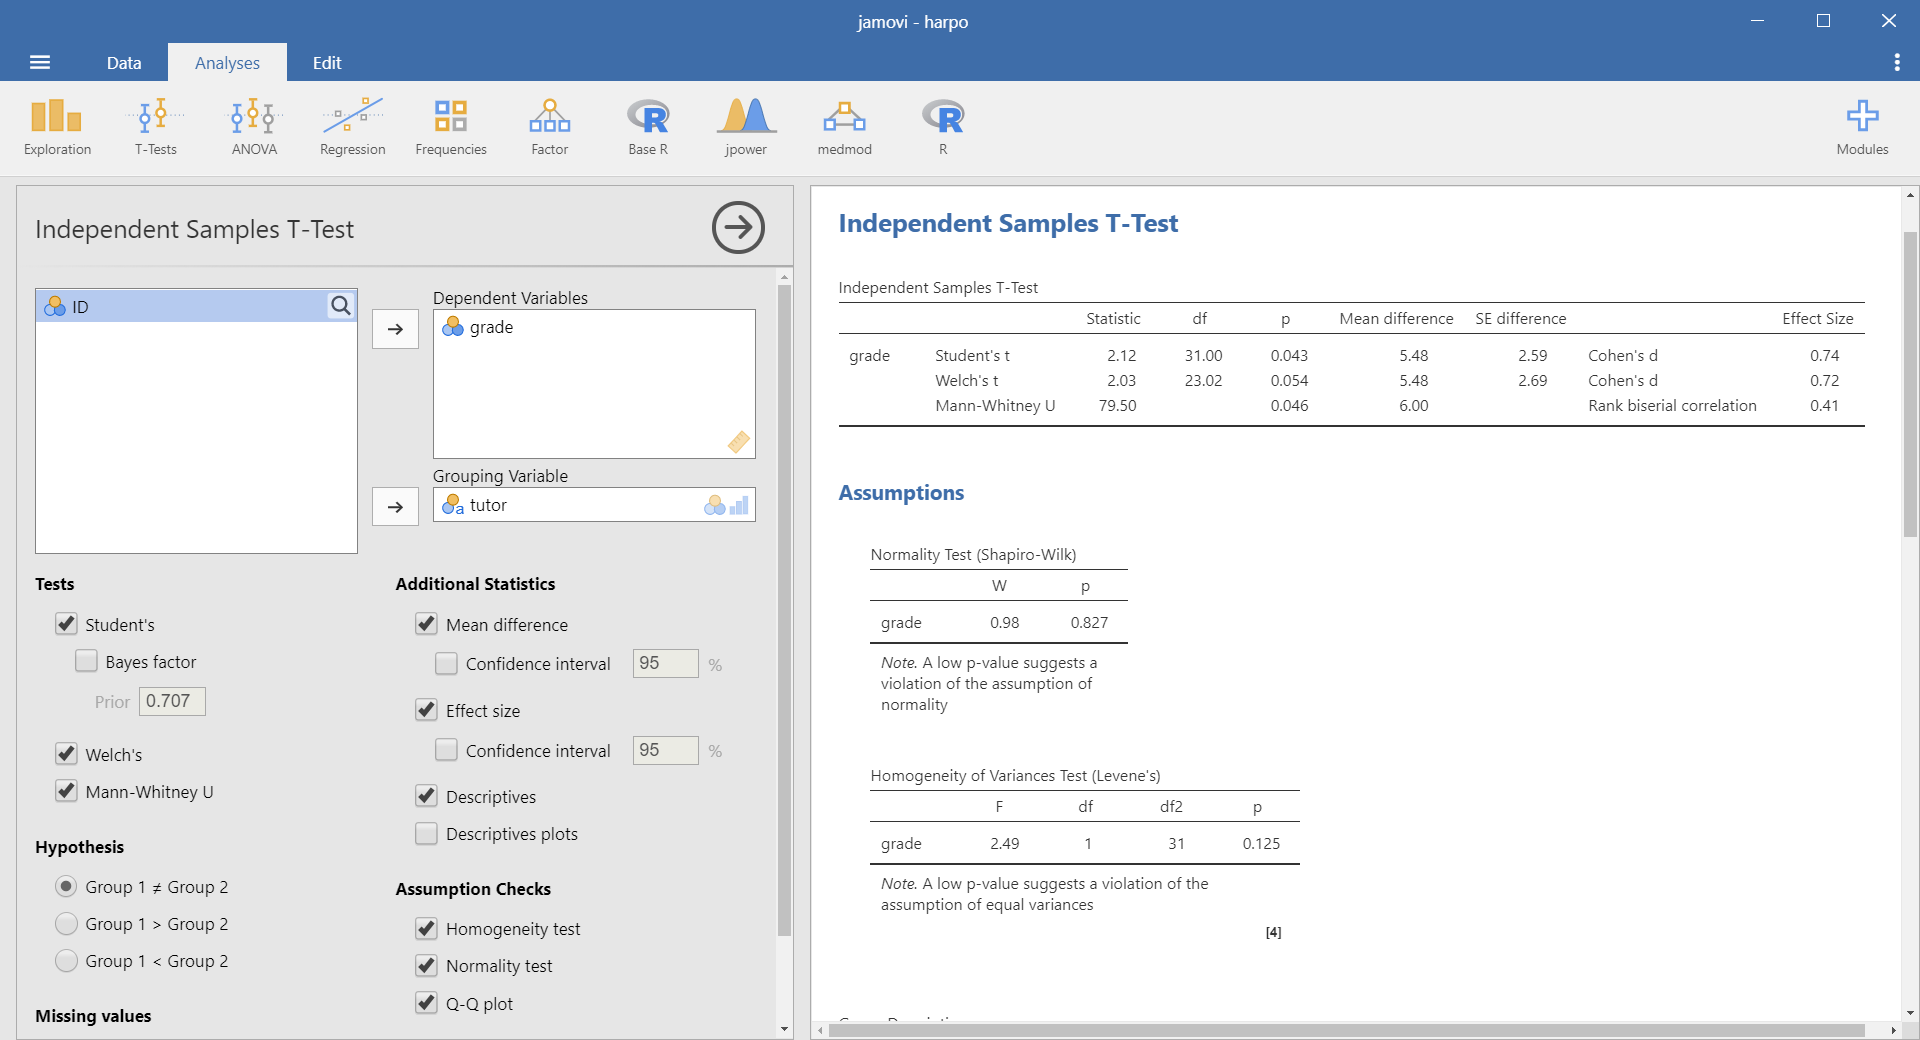 jamovi - harpo
Data Analyses Edit
Exploration T-Tests ANOVA Regression Frequencies Factor Base R jpower medmod R Modules
Independent Samples T-Test
ID
Dependent Variables
grade
Grouping Variable
tutor
Tests
Student's
Bayes factor
Prior 0.707
Welch's
Mann-Whitney U
Hypothesis
Group 1 ≠ Group 2
Group 1 > Group 2
Group 1 < Group 2
Missing values
Additional Statistics
Mean difference
Confidence interval 95 %
Effect size
Confidence interval 95 %
Descriptives
Descriptives plots
Assumption Checks
Homogeneity test
Normality test
Q-Q plot
Independent Samples T-Test
Independent Samples T-Test
Statistic df p Mean difference SE difference Effect Size
grade Student's t 2.12 31.00 0.043 5.48 2.59 Cohen's d 0.74
Welch's t 2.03 23.02 0.054 5.48 2.69 Cohen's d 0.72
Mann-Whitney U 79.50 0.046 6.00 Rank biserial correlation 0.41
Assumptions
Normality Test (Shapiro-Wilk)
W p
grade 0.98 0.827
Note. A low p-value suggests a
violation of the assumption of
normality
Homogeneity of Variances Test (Levene's)
F df df2 p
grade 2.49 1 31 0.125
Note. A low p-value suggests a violation of the
assumption of equal variances
[4]